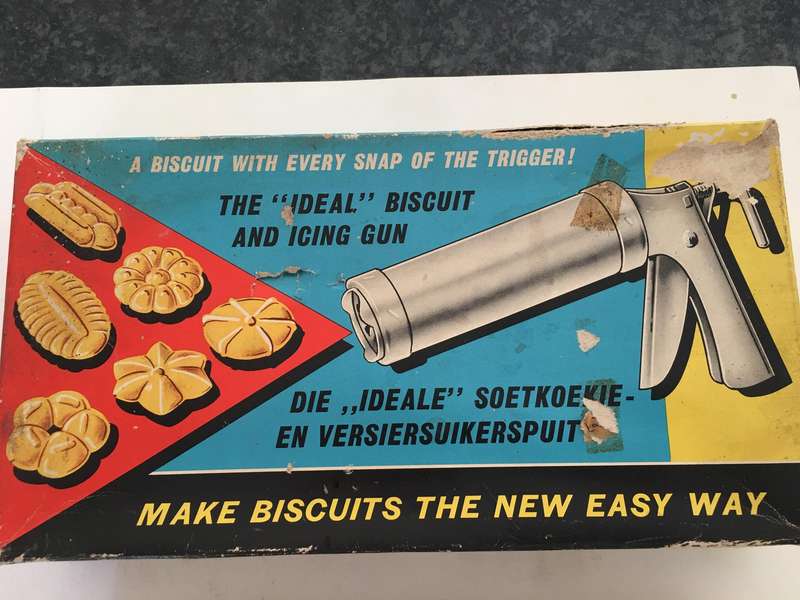 A BISCUIT WITH EVERY SNAP OF THE TRIGGER!
THE "IDEAL" BISCUIT
AND ICING GUN
DIE „IDEALE” SOETKOEKIE-
EN VERSIERSUIKERSPUIT
MAKE BISCUITS THE NEW EASY WAY